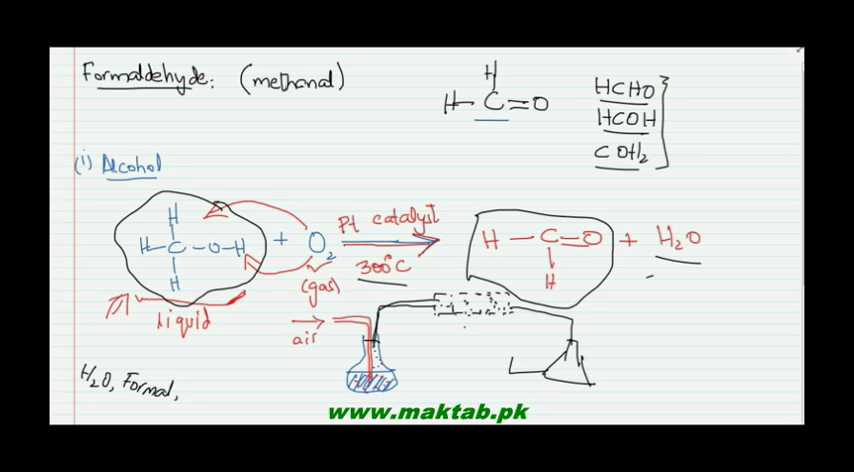 Formaldehyde: (methanal)
H
H—C=O
HCHO
HCOH
COH2
(i) Alcohol
H
H—C—O—H + O2
H
Liquid
(gas)
Pt catalyst
300°C
H—C=O + H2O
H
air
H2O, Formal,
www.maktab.pk